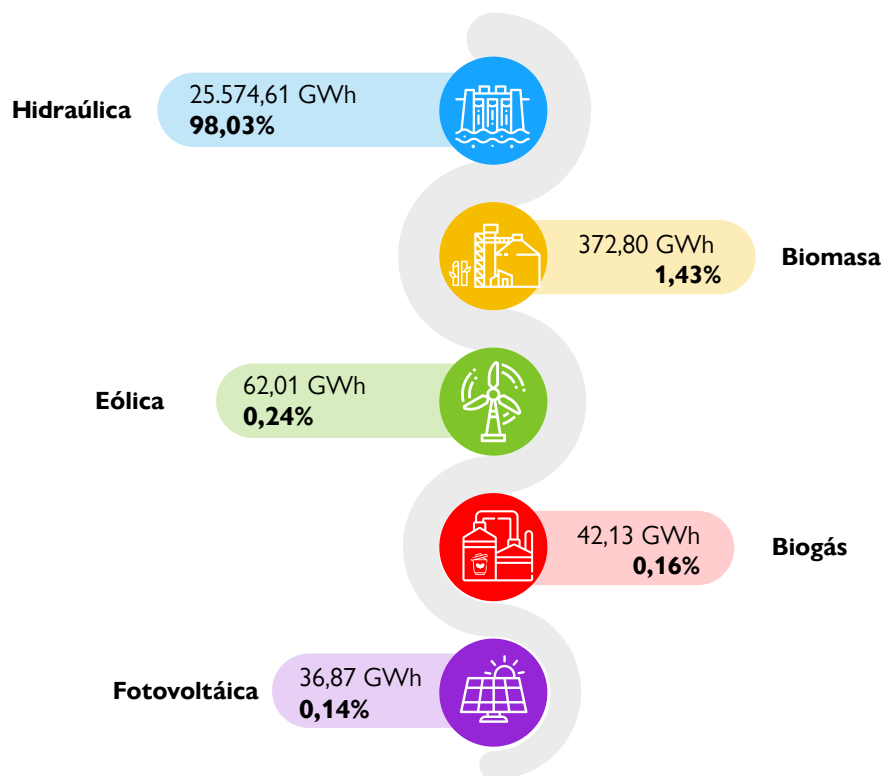 Hidraúlica
25.574,61 GWh
98,03%
372,80 GWh
1,43%
Biomasa
Eólica
62,01 GWh
0,24%
42,13 GWh
0,16%
Biogás
Fotovoltáica
36,87 GWh
0,14%